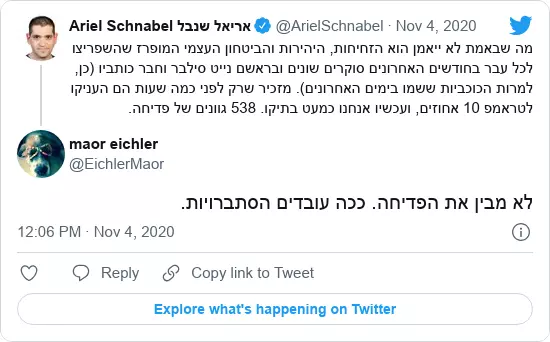 Ariel Schnabel אריאל שנבל @ArielSchnabel · Nov 4, 2020
מה שבאמת לא ייאמן הוא הזחיחות, היהירות והביטחון העצמי המופרז שהשפריצו
לכל עבר בחודשים האחרונים סוקרים שונים ובראשם נייט סילבר וחבר כותביו (כן,
למרות הכוכביות ששמו בימים האחרונים). מזכיר שרק לפני כמה שעות הם העניקו
לטראמפ 10 אחוזים, ועכשיו אנחנו כמעט בתיקו. 538 גוונים של פדיחה.
maor eichler
@EichlerMaor
לא מבין את הפדיחה. ככה עובדים הסתברויות.
12:06 PM · Nov 4, 2020
Reply
Copy link to Tweet
Explore what's happening on Twitter